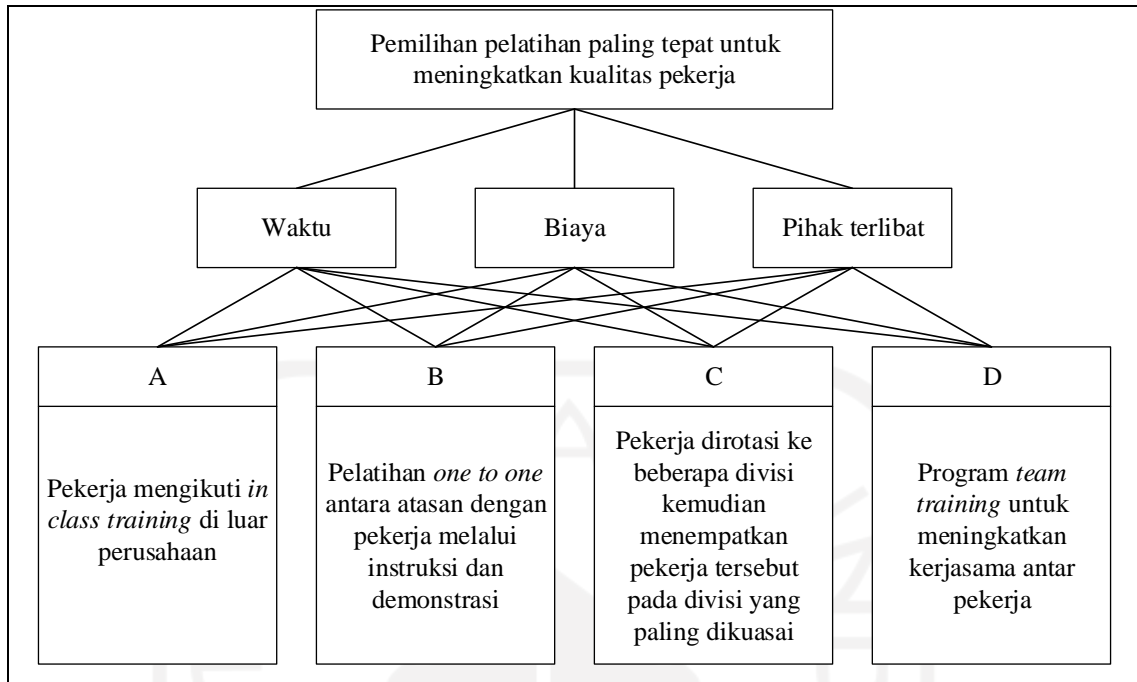 Pemilihan pelatihan paling tepat untuk
meningkatkan kualitas pekerja
Waktu
Biaya
Pihak terlibat
A
Pekerja mengikuti in
class training di luar
perusahaan
B
Pelatihan one to one
antara atasan dengan
pekerja melalui
instruksi dan
demonstrasi
C
Pekerja dirotasi ke
beberapa divisi
kemudian
menempatkan
pekerja tersebut
pada divisi yang
paling dikuasai
D
Program team
training untuk
meningkatkan
kerjasama antar
pekerja